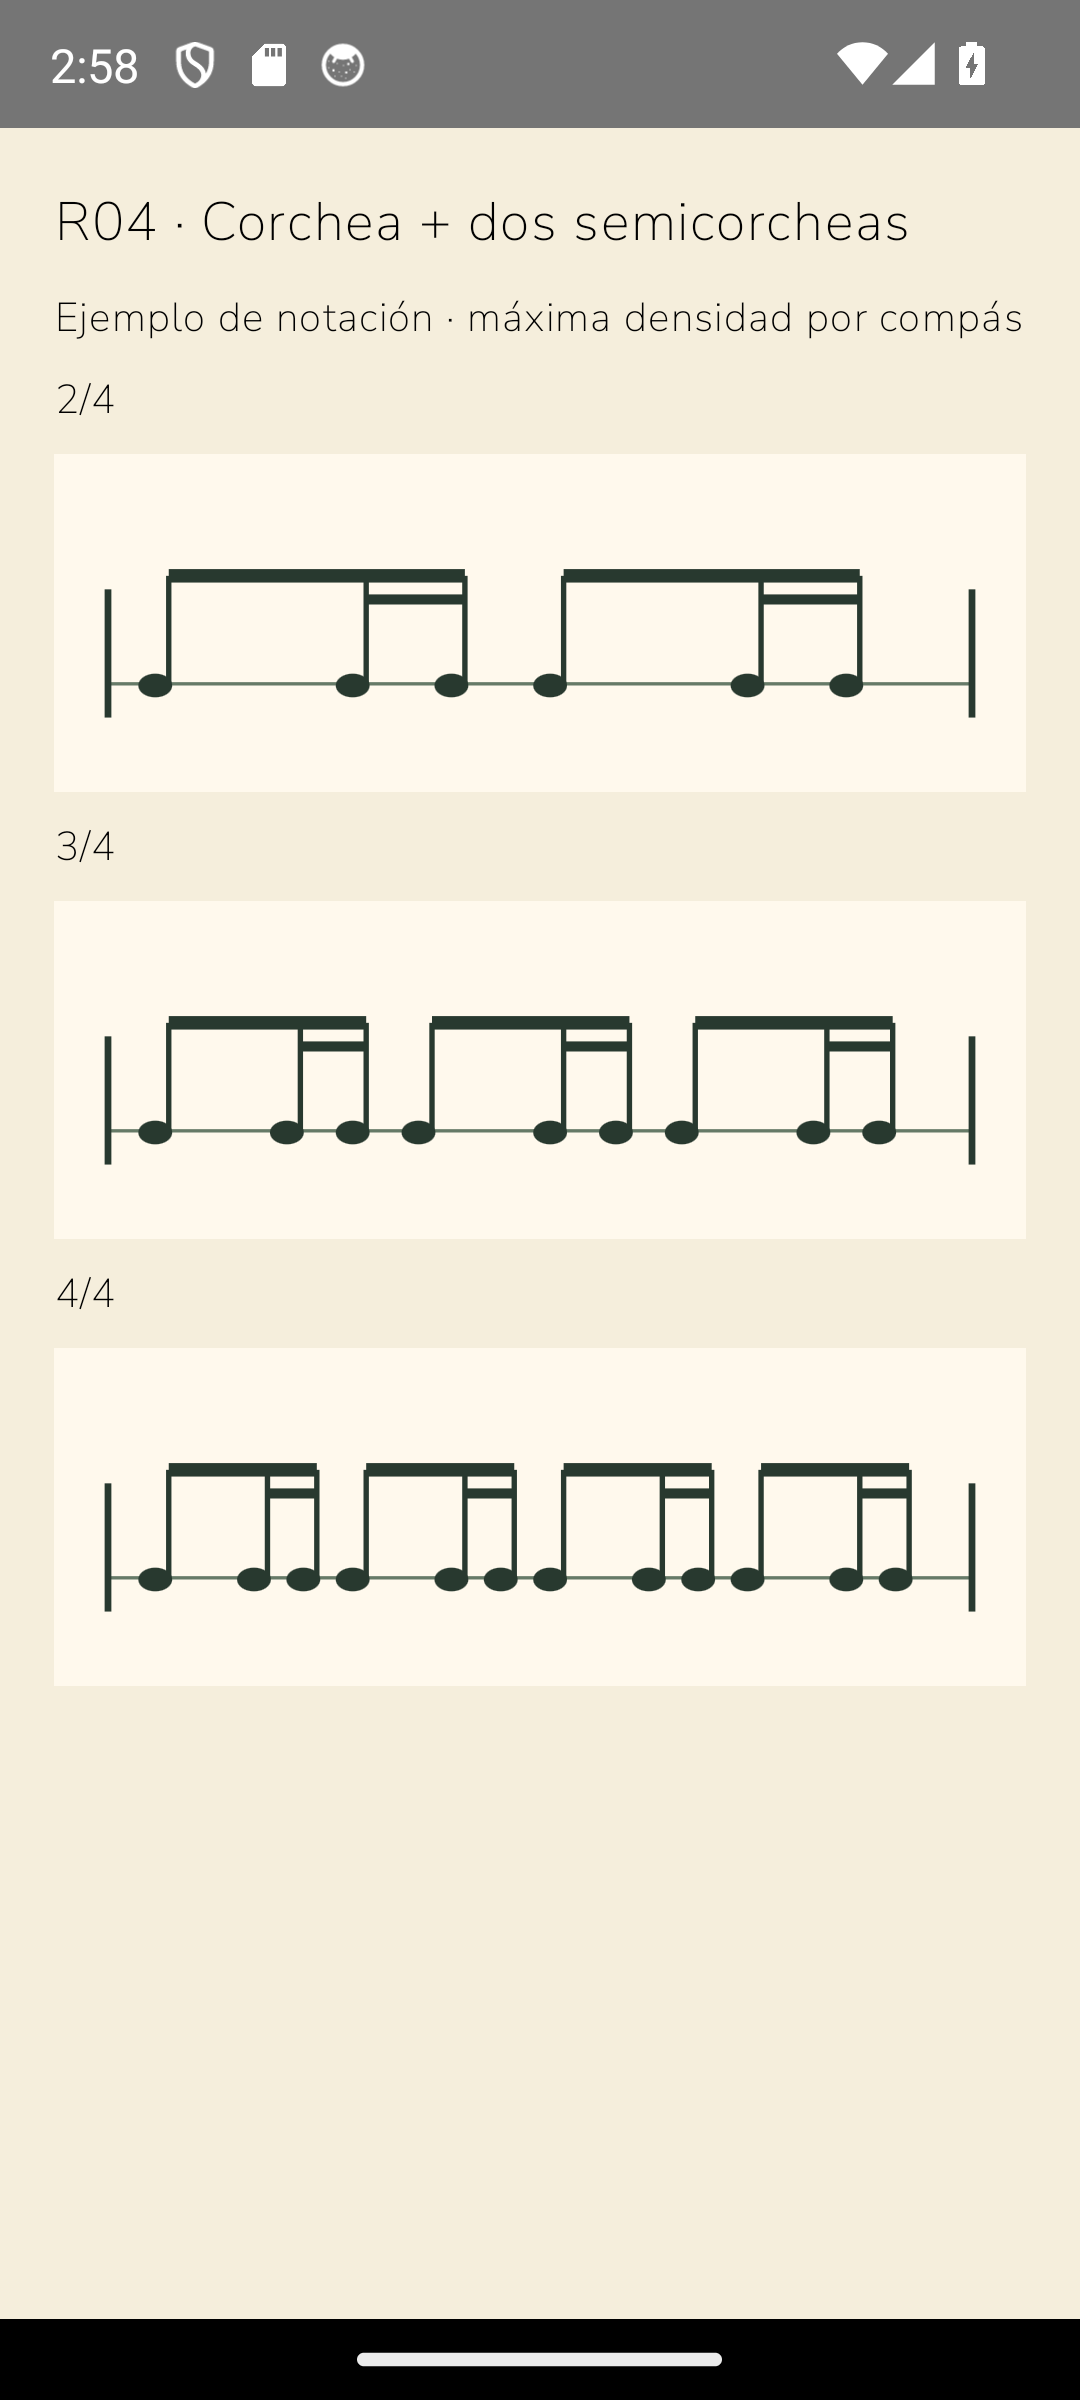 2:58
R04 · Corchea + dos semicorcheas
Ejemplo de notación · máxima densidad por compás
2/4
3/4
4/4